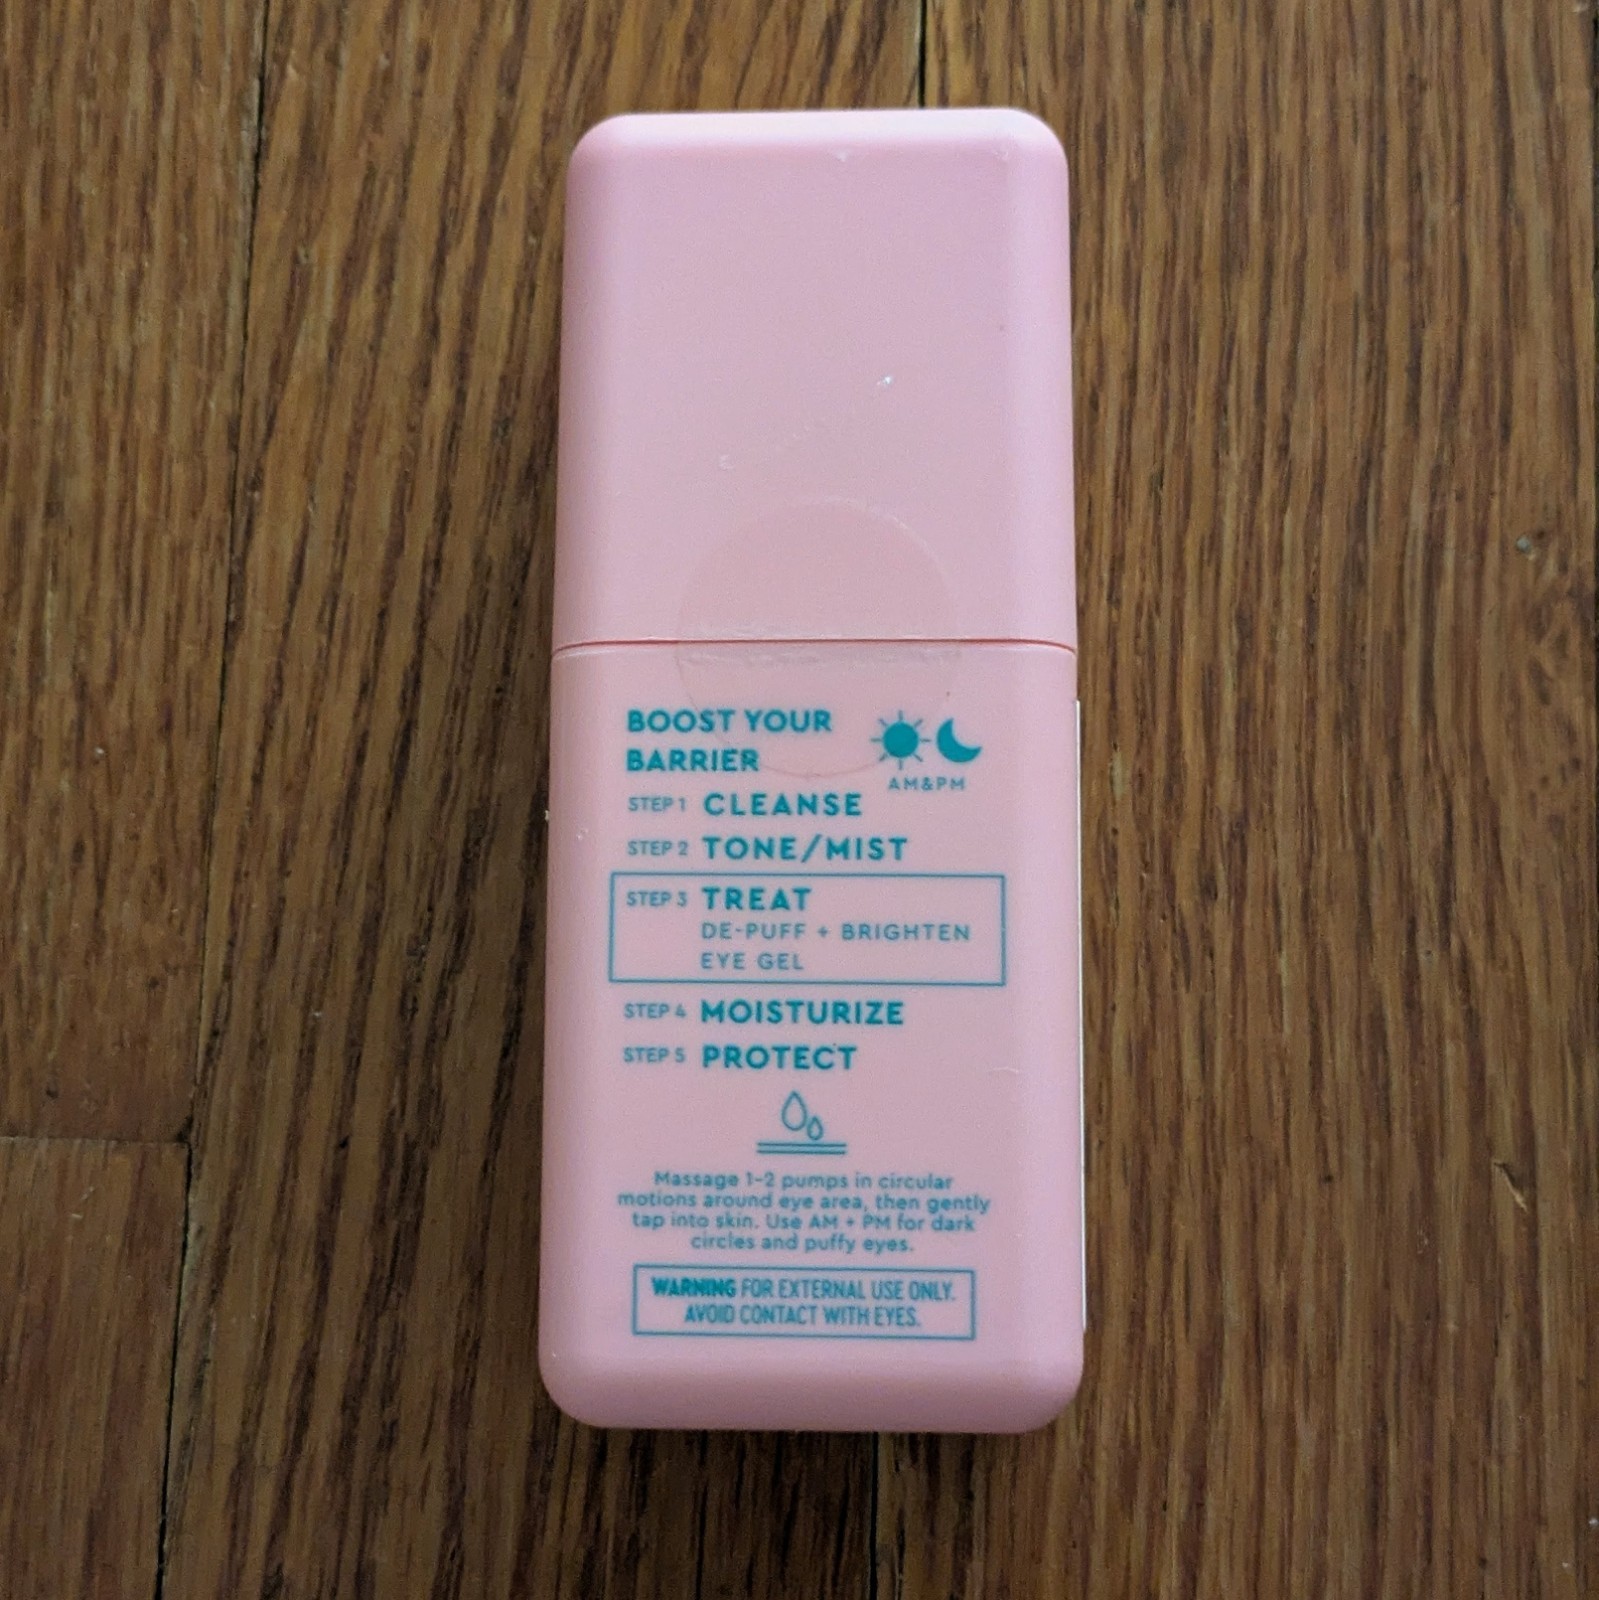 BOOST YOUR
BARRIER
AM&PM
STEP 1 CLEANSE
STEP 2 TONE/MIST
STEP 3 TREAT
DE-PUFF + BRIGHTEN
EYE GEL
STEP 4 MOISTURIZE
STEP 5 PROTECT
Massage 1-2 pumps in circular
motions around eye area, then gently
tap into skin. Use AM + PM for dark
circles and puffy eyes.
WARNING FOR EXTERNAL USE ONLY.
AVOID CONTACT WITH EYES.